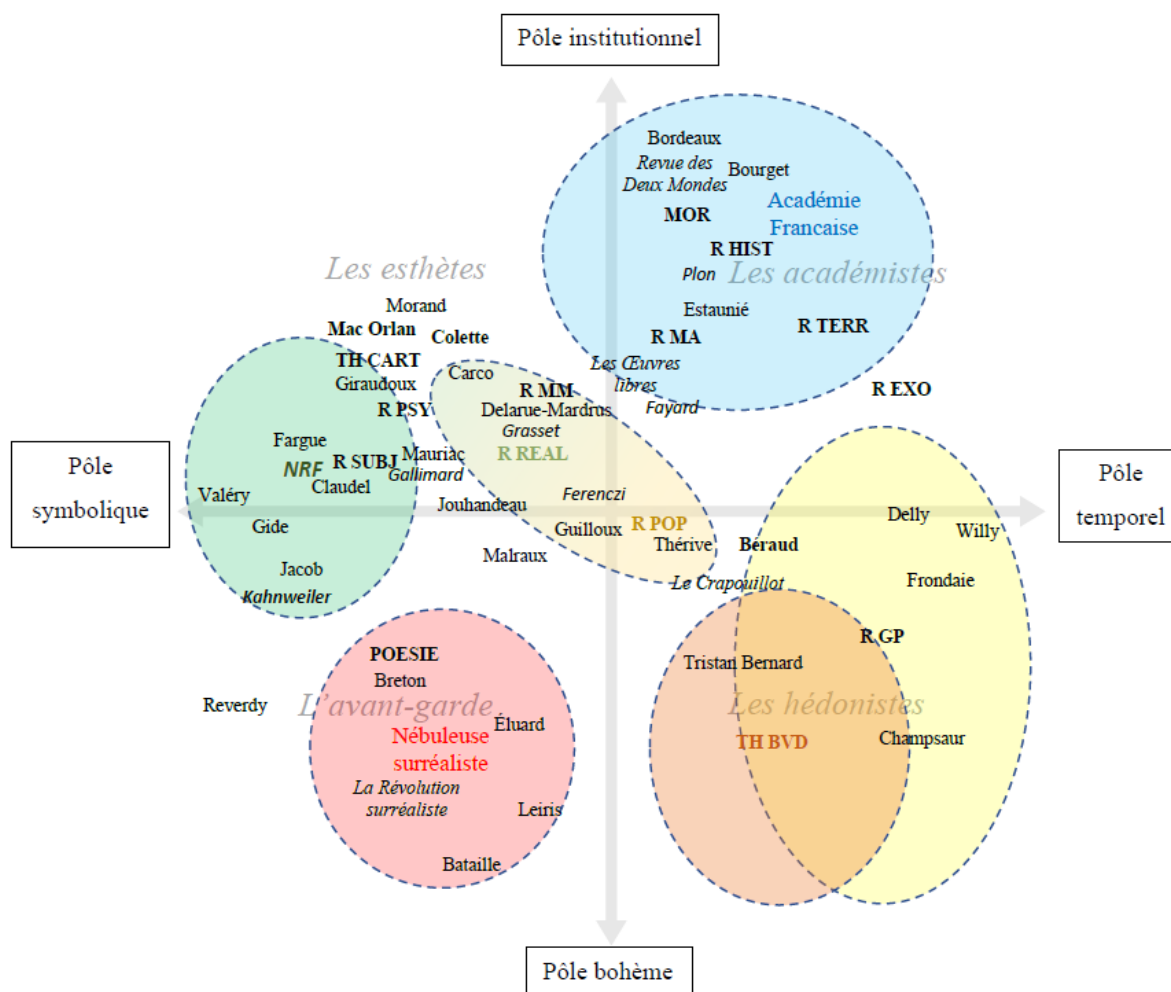 Pôle institutionnel
Bordeaux
Revue des
Deux Mondes
Bourget
Académie
Francaise
MOR
R HIST
Plon
Les académistes
Les esthètes
Morand
Mac Orlan
Colette
Estaunié
R TERR
R MA
TH CART
Giraudoux
Carco
Les Œuvres
libres
R MM
Delarue-Mardrus
Fayard
R EXO
R PSY
Grasset
Fargue
R REAL
NRF
R SUBJ
Mauriac
Gallimard
Claudel
Pôle
symbolique
Valéry
Jouhandeau
Ferenczi
Pôle
temporel
Gide
Guilloux
R POP
Thérive
Béraud
Delly
Willy
Malraux
Jacob
Kahnweiler
Le Crapouillot
Frondaie
R GP
POESIE
Breton
Tristan Bernard
Reverdy
L'avant-garde
Les hédonistes
Éluard
Nébuleuse
surréaliste
TH BVD
Champsaur
La Révolution
surréaliste
Leiris
Bataille
Pôle bohème